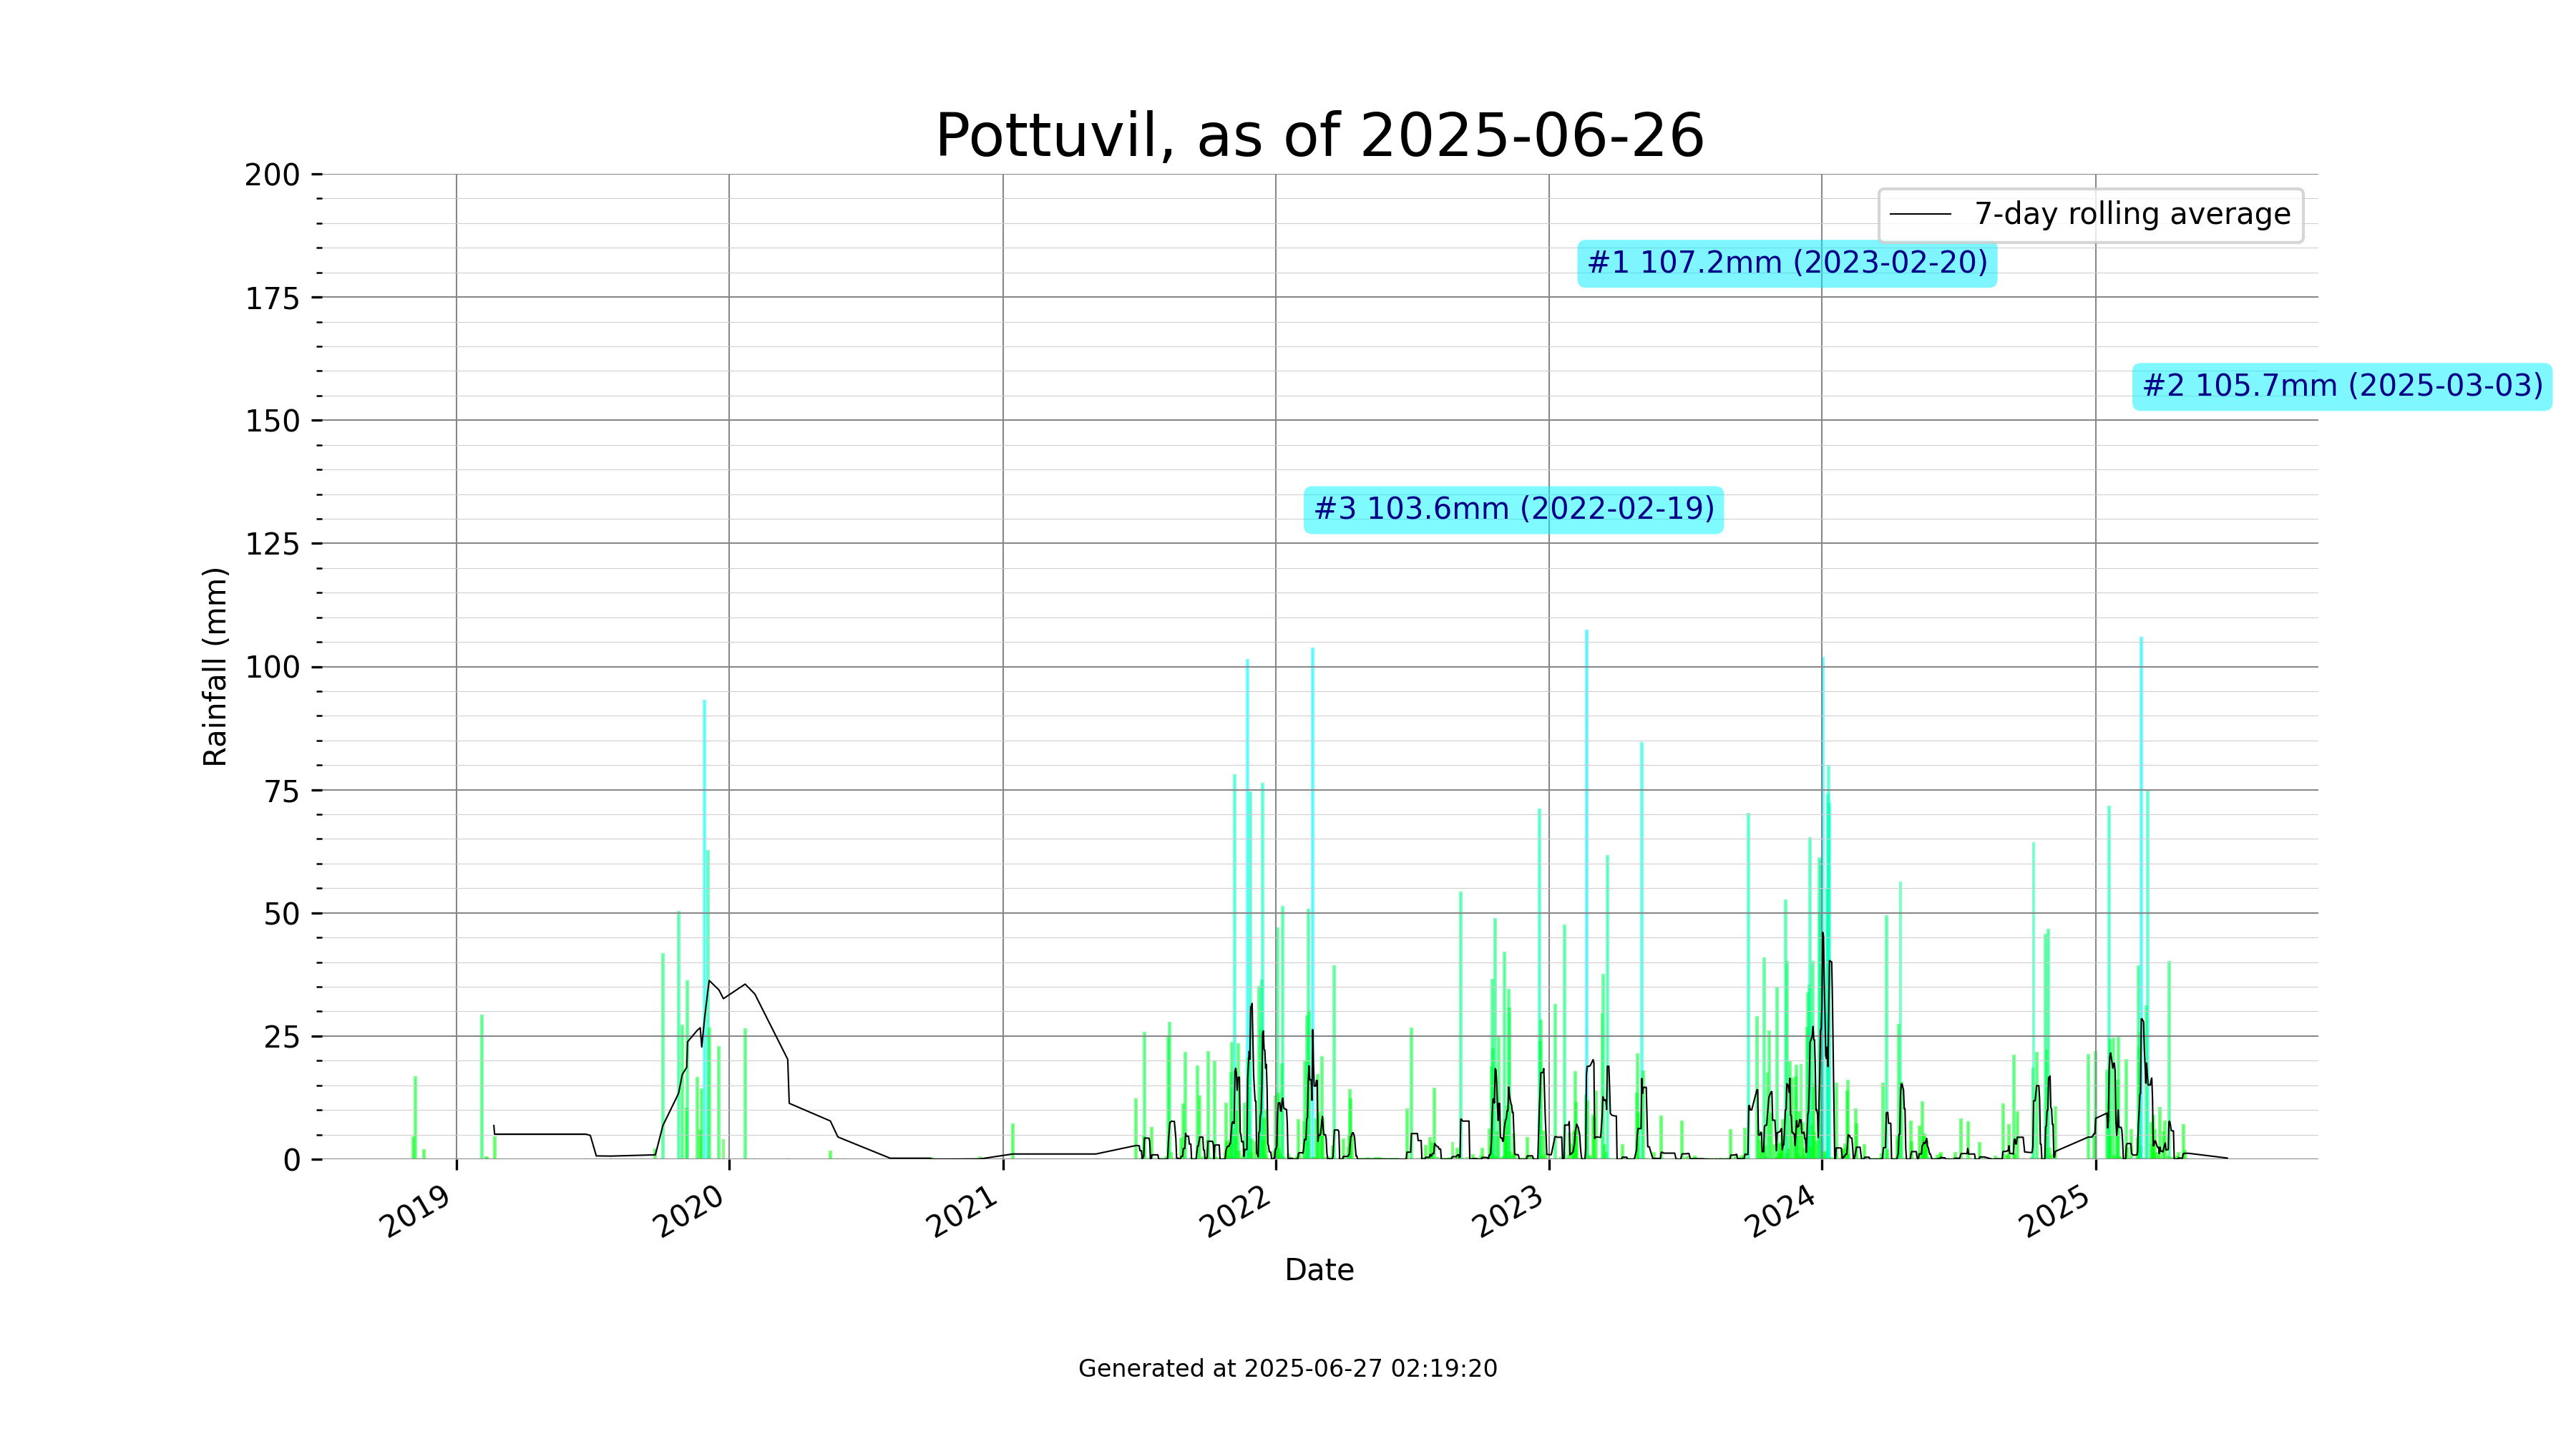 Pottuvil, as of 2025-06-26
200
175
150
125
100
75
50
25
0
Rainfall (mm)
7-day rolling average
#1 107.2mm (2023-02-20)
#2 105.7mm (2025-03-03)
#3 103.6mm (2022-02-19)
2019
2020
2021
2022
2023
2024
2025
Date
Generated at 2025-06-27 02:19:20